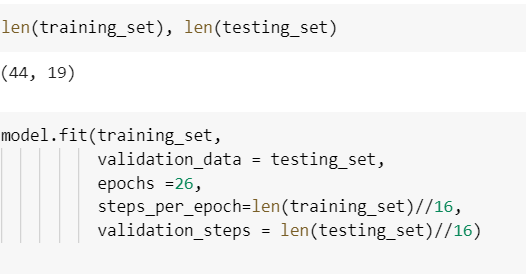 len(training_set), len(testing_set)
(44, 19)
model.fit(training_set,
validation_data = testing_set,
epochs =26,
steps_per_epoch=len(training_set)//16,
validation_steps = len(testing_set)//16)